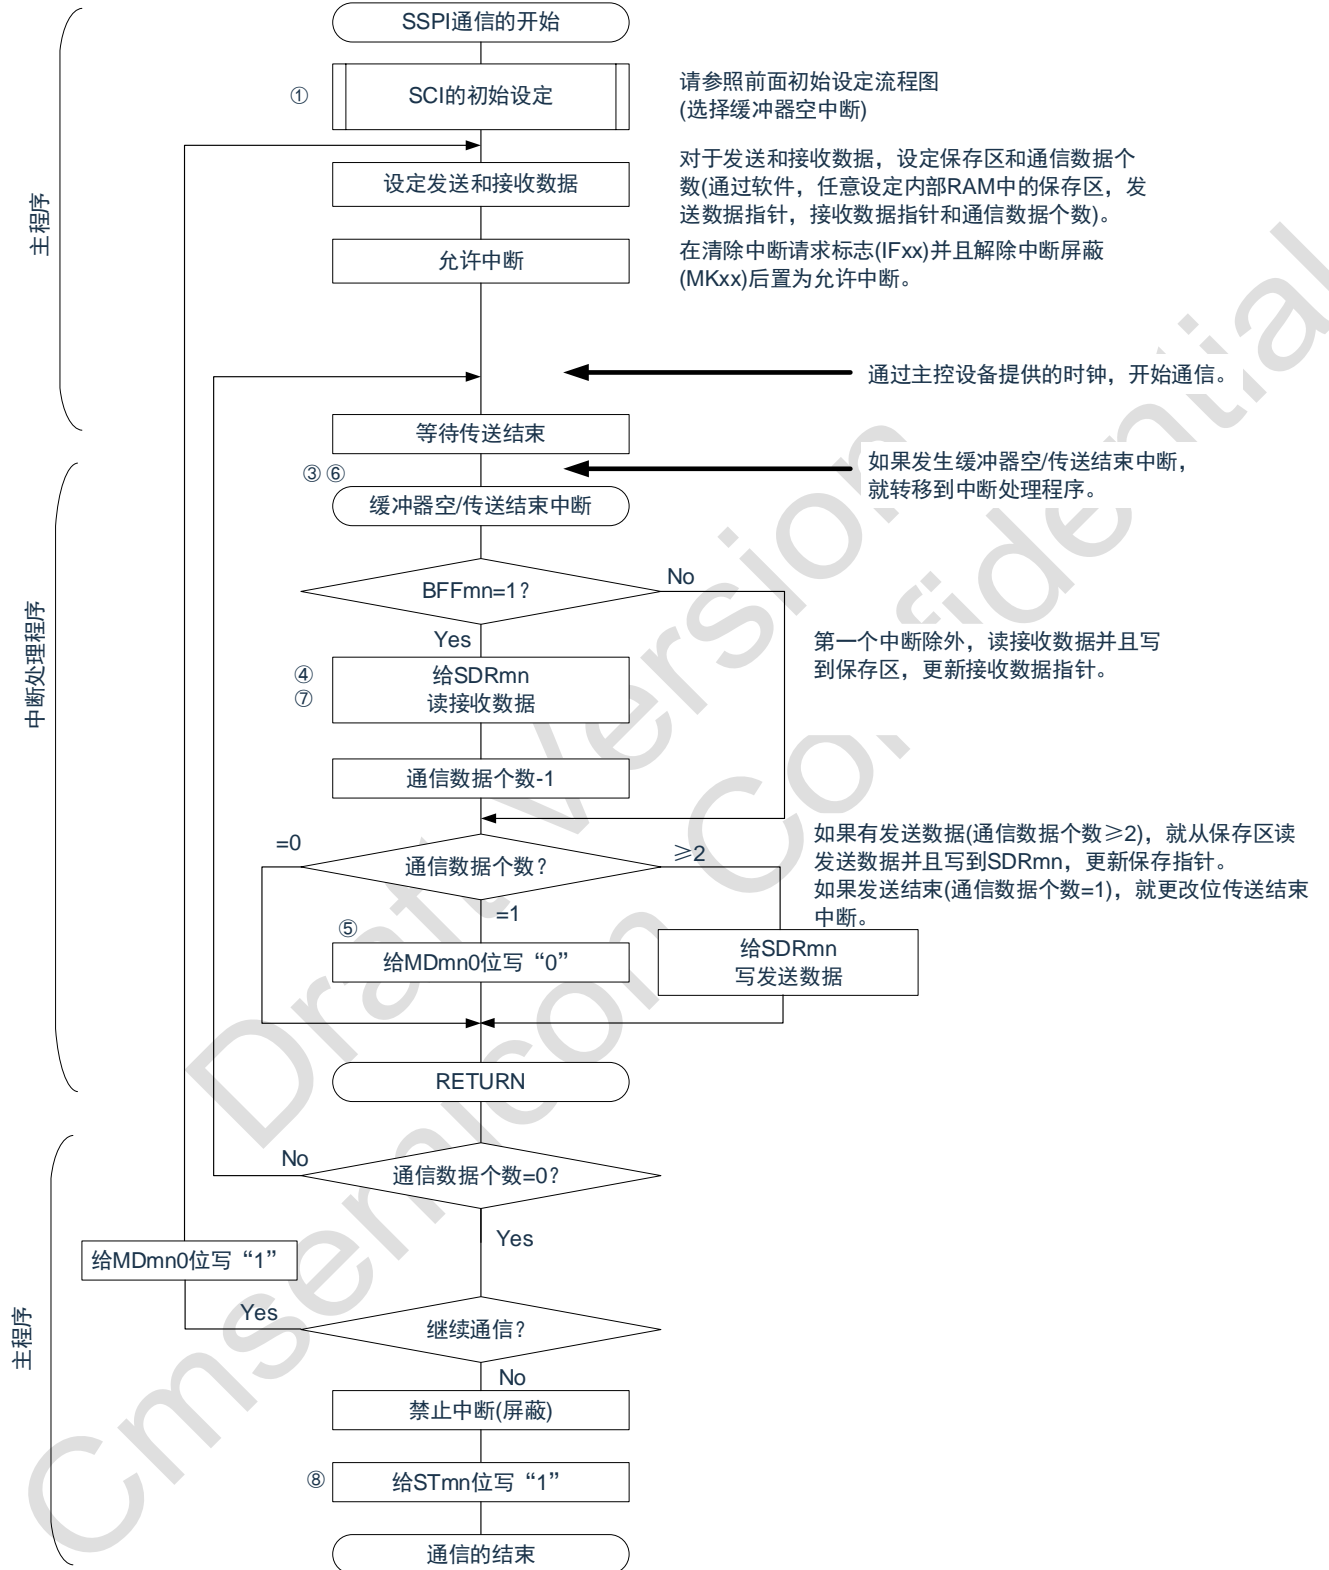 SSPI通信的开始
①
SCI的初始设定
请参照前面初始设定流程图
(选择缓冲器空中断)
设定发送和接收数据
对于发送和接收数据，设定保存区和通信数据个
数(通过软件，任意设定内部RAM中的保存区，发
送数据指针，接收数据指针和通信数据个数)。
主程序
允许中断
在清除中断请求标志(IFxx)并且解除中断屏蔽
(MKxx)后置为允许中断。
通过主控设备提供的时钟，开始通信。
等待传送结束
③⑥
如果发生缓冲器空/传送结束中断，
就转移到中断处理程序。
缓冲器空/传送结束中断
BFFmn=1?
No
Yes
中断处理程序
④
⑦
给SDRmn
读接收数据
第一个中断除外，读接收数据并且写
到保存区，更新接收数据指针。
通信数据个数-1
=0
通信数据个数?
≥2
=1
如果有发送数据(通信数据个数≥2)，就从保存区读
发送数据并且写到SDRmn，更新保存指针。
如果发送结束(通信数据个数=1)，就更改位传送结束
中断。
⑤
给MDmn0位写“0”
给SDRmn
写发送数据
RETURN
No
通信数据个数=0?
Yes
给MDmn0位写“1”
Yes
继续通信?
No
主程序
禁止中断(屏蔽)
⑧
给STmn位写“1”
通信的结束
Draft Version
Cmsemicon Confidential